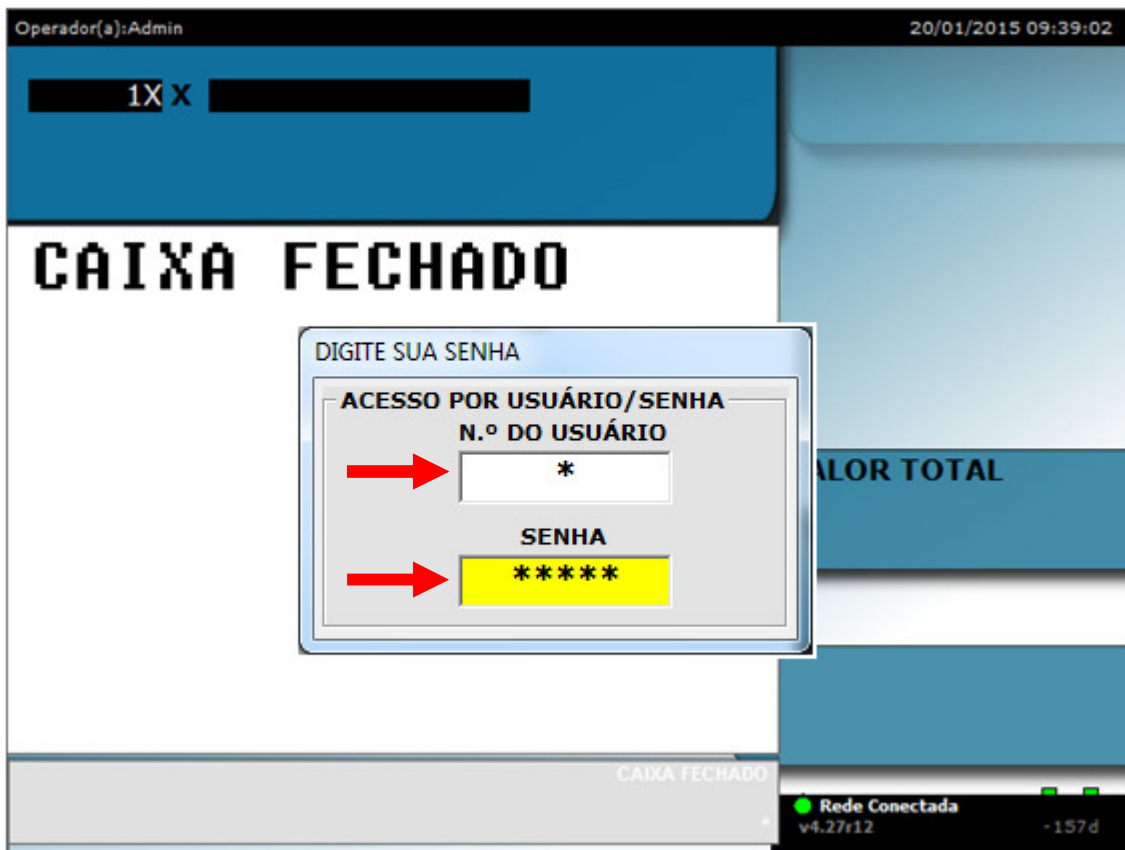 Operador(a):Admin
20/01/2015 09:39:02
1X X
CAIXA FECHADO
DIGITE SUA SENHA
ACESSO POR USUÁRIO/SENHA
N.º DO USUÁRIO
*
SENHA
*****
ALOR TOTAL
CAIXA FECHADO
*
Rede Conectada
v4.27r12
-157d